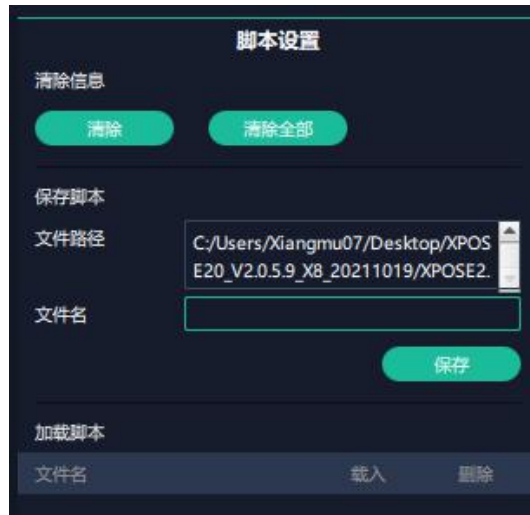 脚本设置
清除信息
清除 清除全部
保存脚本
文件路径 C:/Users/Xiangmu07/Desktop/XPOS
E20_V2.0.5.9_X8_20211019/XPOSE2.
文件名
保存
加载脚本
文件名 载入 删除